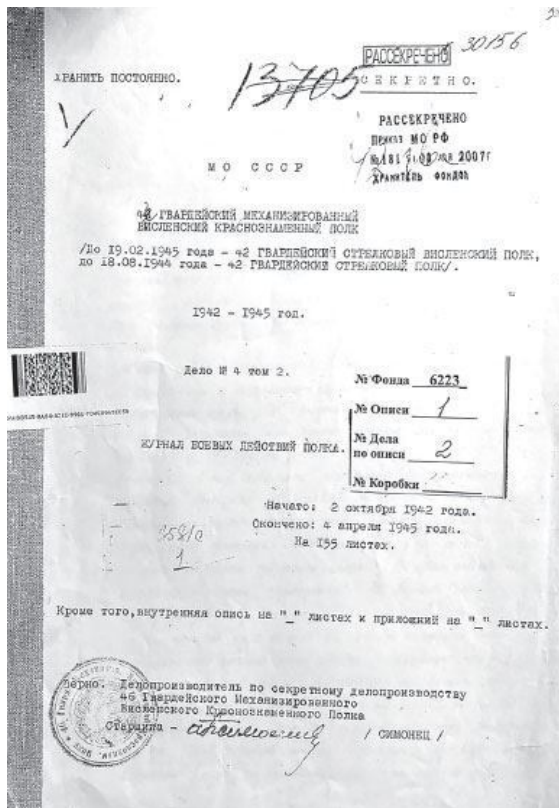 30156
РАССЕКРЕЧЕНО
ХРАНИТЬ ПОСТОЯННО.
13705
СЕКРЕТНО.
РАССЕКРЕЧЕНО
ПРИКАЗ МО РФ
№181 2007г
ХРАНИТЕЛЬ ФОНДОВ
МО СССР
ГВАРДЕЙСКИЙ МЕХАНИЗИРОВАННЫЙ
ВИСЛЕНСКИЙ КРАСНОЗНАМЕННЫЙ ПОЛК
/До 19.02.1945 года - 42 ГВАРДЕЙСКИЙ СТРЕЛКОВЫЙ ВИСЛЕНСКИЙ ПОЛК,
до 18.08.1944 года - 42 ГВАРДЕЙСКИЙ СТРЕЛКОВЫЙ ПОЛК/.
1942 - 1945 год.
Дело № 4 том 2.
№ Фонда 6223
№ Описи 1
№ Дела
по описи 2
№ Коробки
ЖУРНАЛ БОЕВЫХ ДЕЙСТВИЙ ПОЛКА.
Начато: 2 октября 1942 года.
Окончено: 4 апреля 1945 года.
На 155 листах.
1
Кроме того, внутренняя опись на "_" листах и приложний на "_" листах.
Верно: Делопроизводитель по секретному делопроизводству
46 Гвардейского Механизированного
Висленского Краснознаменного Полка
Старшина - / СИМОНЕЦ /